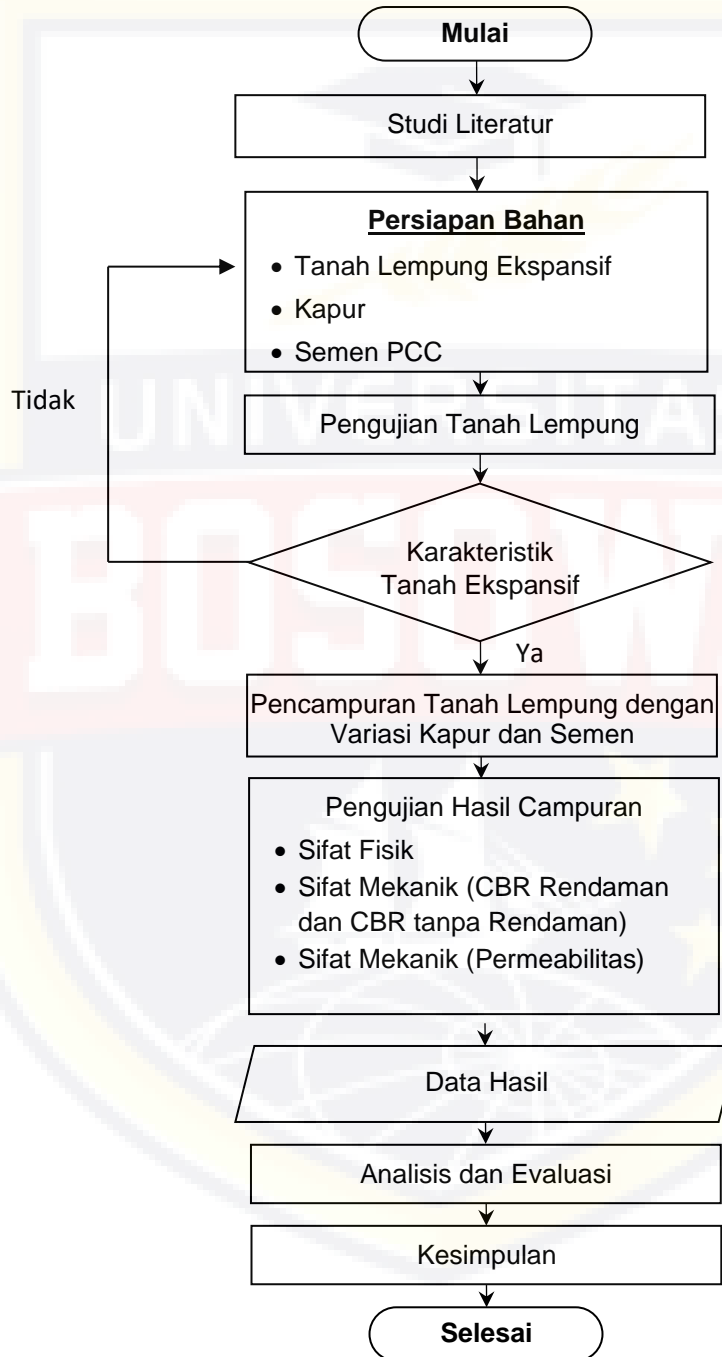 Mulai
Studi Literatur
Persiapan Bahan
• Tanah Lempung Ekspansif
• Kapur
• Semen PCC
Tidak
Pengujian Tanah Lempung
Karakteristik
Tanah Ekspansif
Ya
Pencampuran Tanah Lempung dengan
Variasi Kapur dan Semen
Pengujian Hasil Campuran
• Sifat Fisik
• Sifat Mekanik (CBR Rendaman
dan CBR tanpa Rendaman)
• Sifat Mekanik (Permeabilitas)
Data Hasil
Analisis dan Evaluasi
Kesimpulan
Selesai
UNIVERSITA
BOSOW